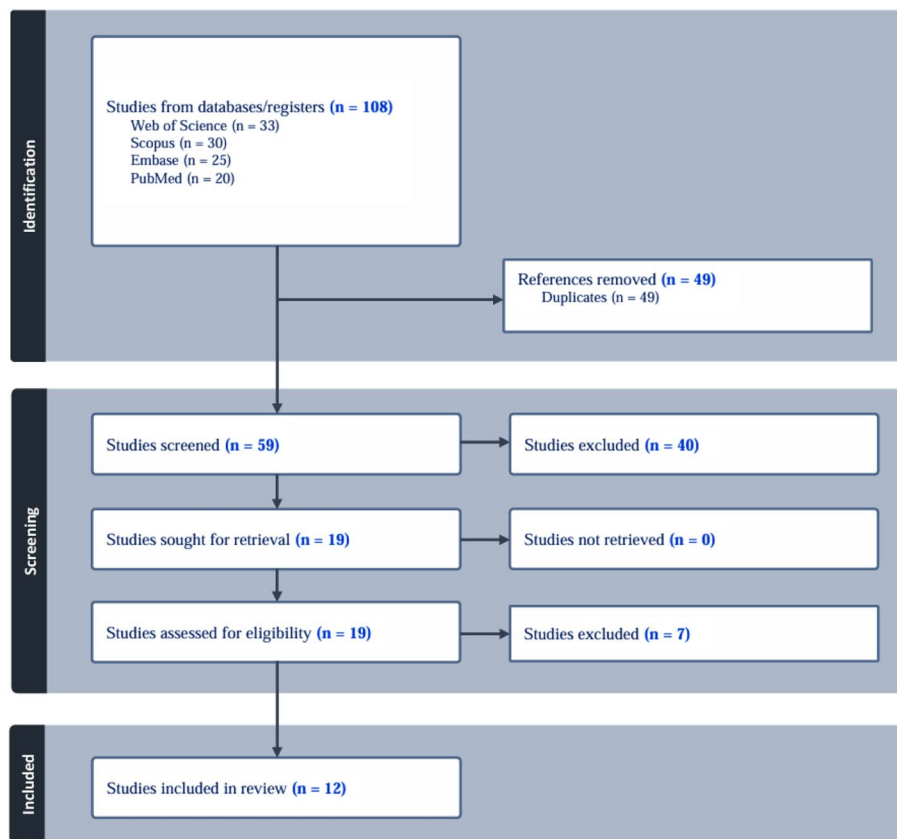 Identification
Studies from databases/registers (n = 108)
Web of Science (n = 33)
Scopus (n = 30)
Embase (n = 25)
PubMed (n = 20)
References removed (n = 49)
Duplicates (n = 49)
Screening
Studies screened (n = 59)
Studies excluded (n = 40)
Studies sought for retrieval (n = 19)
Studies not retrieved (n = 0)
Studies assessed for eligibility (n = 19)
Studies excluded (n = 7)
Included
Studies included in review (n = 12)